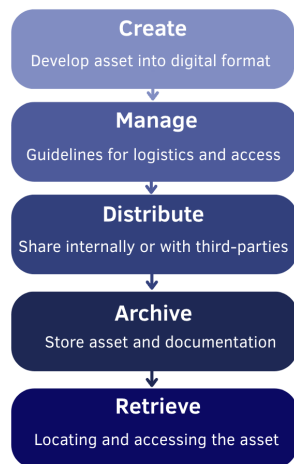 Create
Develop asset into digital format
Manage
Guidelines for logistics and access
Distribute
Share internally or with third-parties
Archive
Store asset and documentation
Retrieve
Locating and accessing the asset